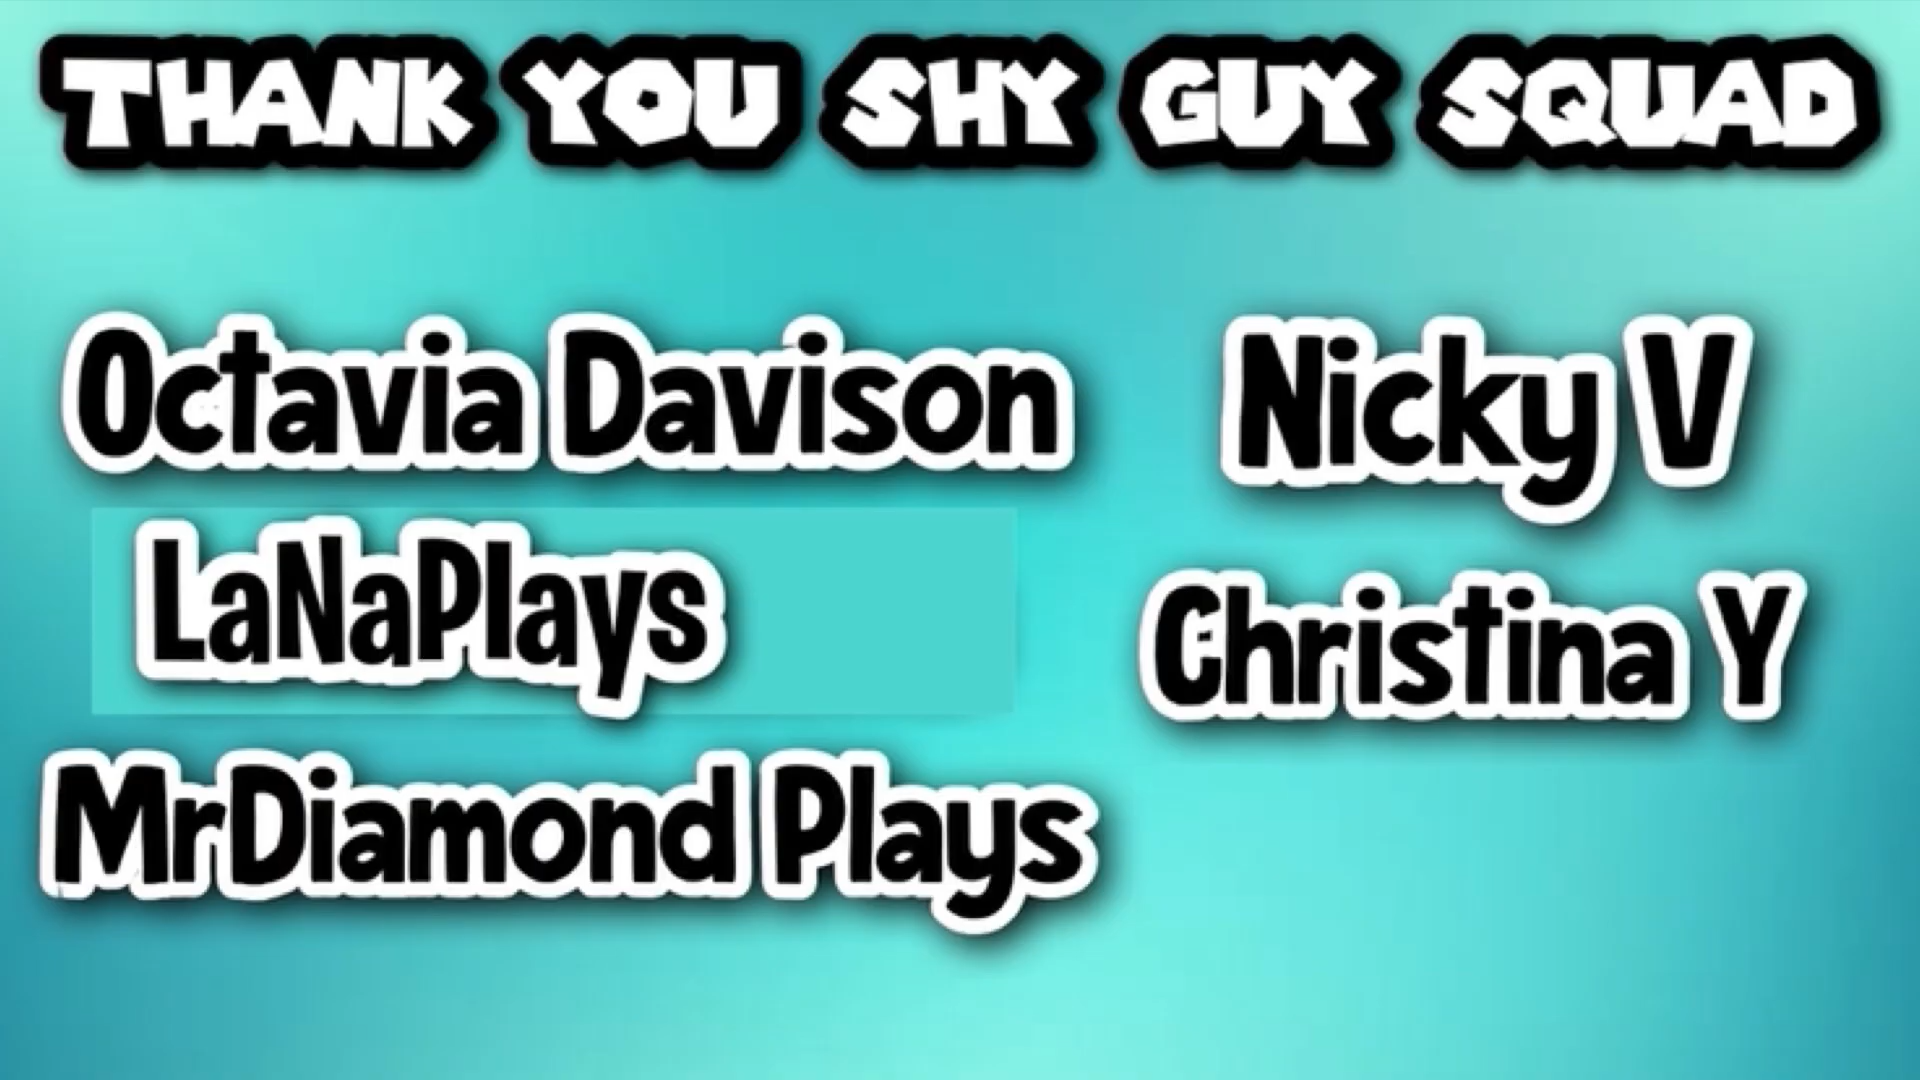 THANK YOU SHY GUY SQUAD
Octavia Davison
LaNaPlays
MrDiamond Plays
Nicky V
Christina Y